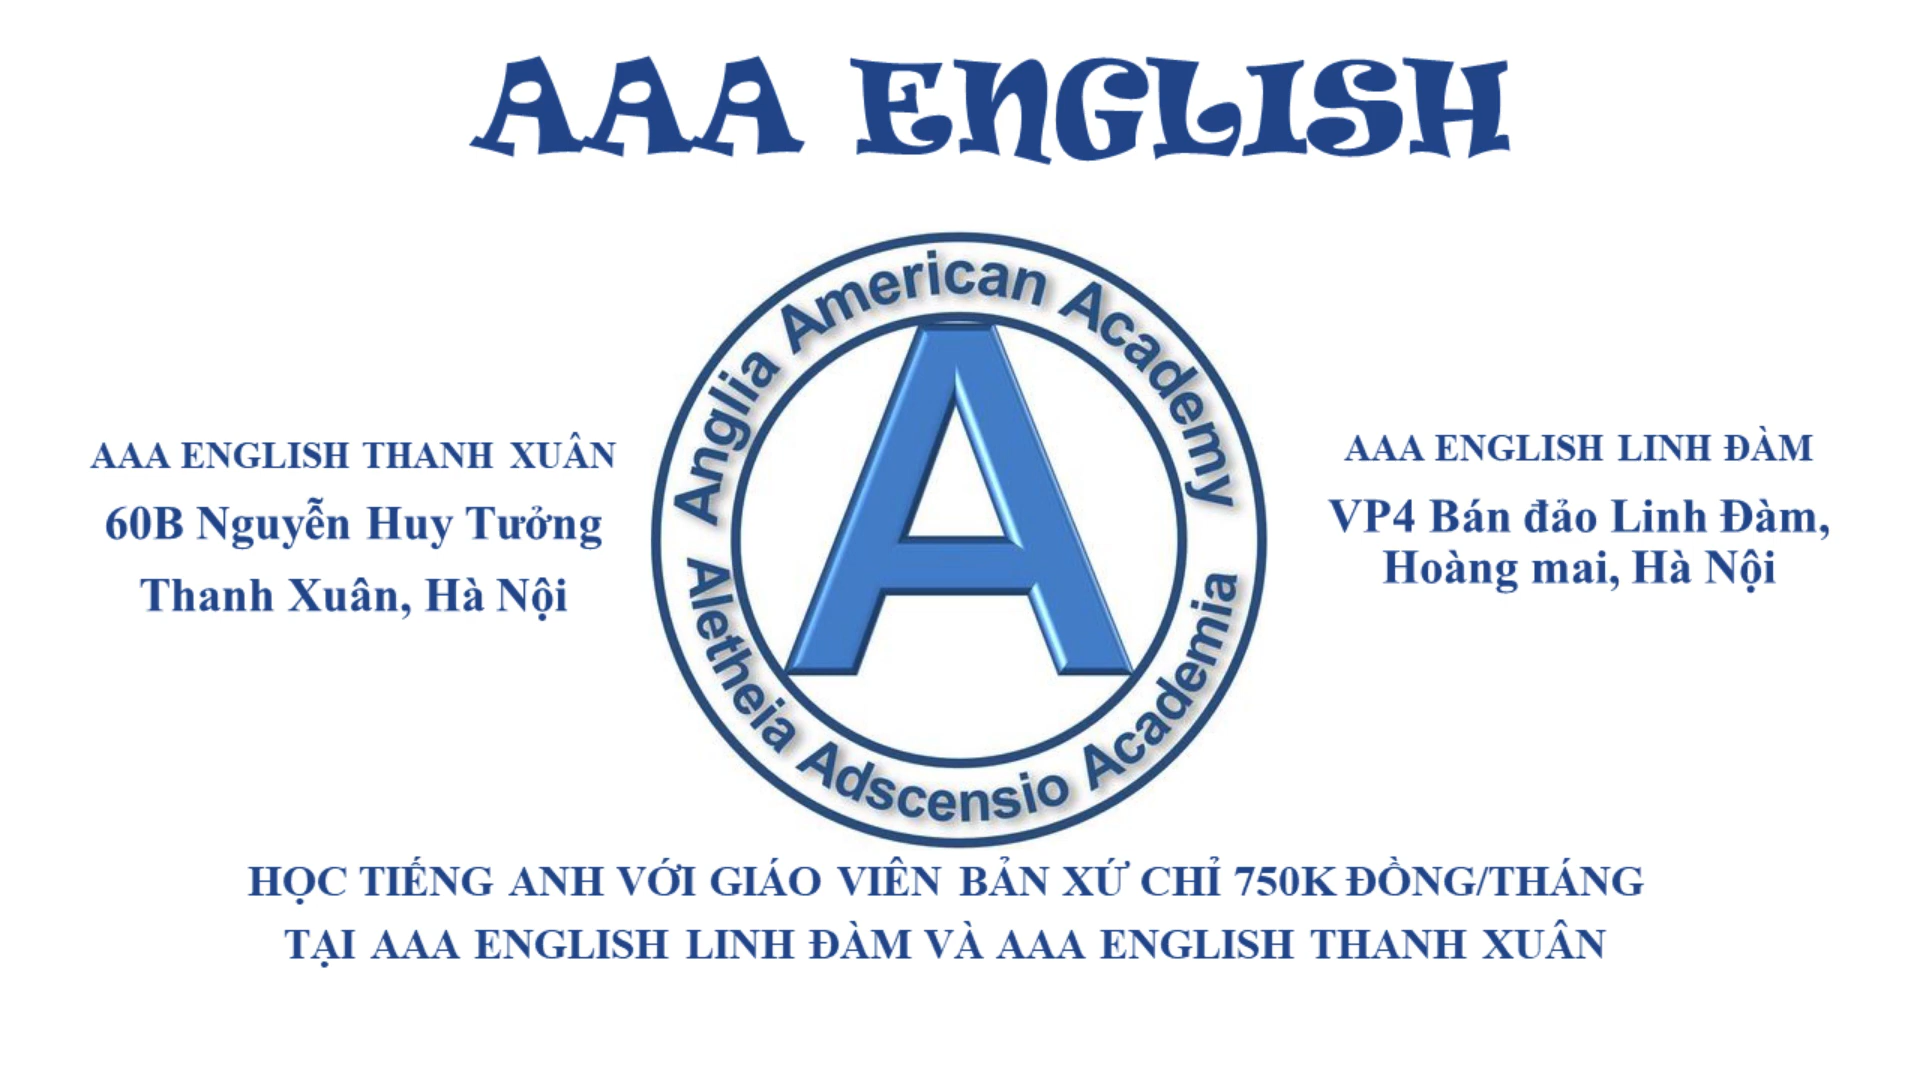 AAA ENGLISH
Anglia American Academy
Aletheia Adscensio Academia
A
AAA ENGLISH THANH XUÂN
60B Nguyễn Huy Tưởng
Thanh Xuân, Hà Nội
AAA ENGLISH LINH ĐÀM
VP4 Bán đảo Linh Đàm,
Hoàng mai, Hà Nội
HỌC TIẾNG ANH VỚI GIÁO VIÊN BẢN XỨ CHỈ 750K ĐỒNG/THÁNG
TẠI AAA ENGLISH LINH ĐÀM VÀ AAA ENGLISH THANH XUÂN